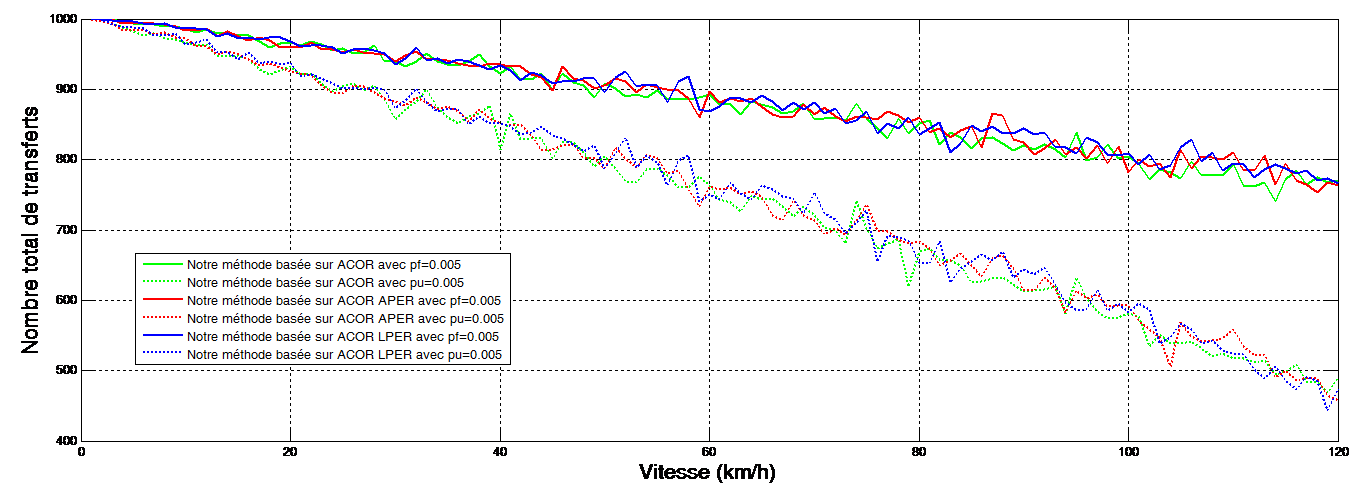 Nombre total de transferts
1000
900
800
700
600
500
400
Notre méthode basée sur ACOR avec pf=0.005
Notre méthode basée sur ACOR avec pu=0.005
Notre méthode basée sur ACOR APER avec pf=0.005
Notre méthode basée sur ACOR APER avec pu=0.005
Notre méthode basée sur ACOR LPER avec pf=0.005
Notre méthode basée sur ACOR LPER avec pu=0.005
0 20 40 60 80 100 120
Vitesse (km/h)